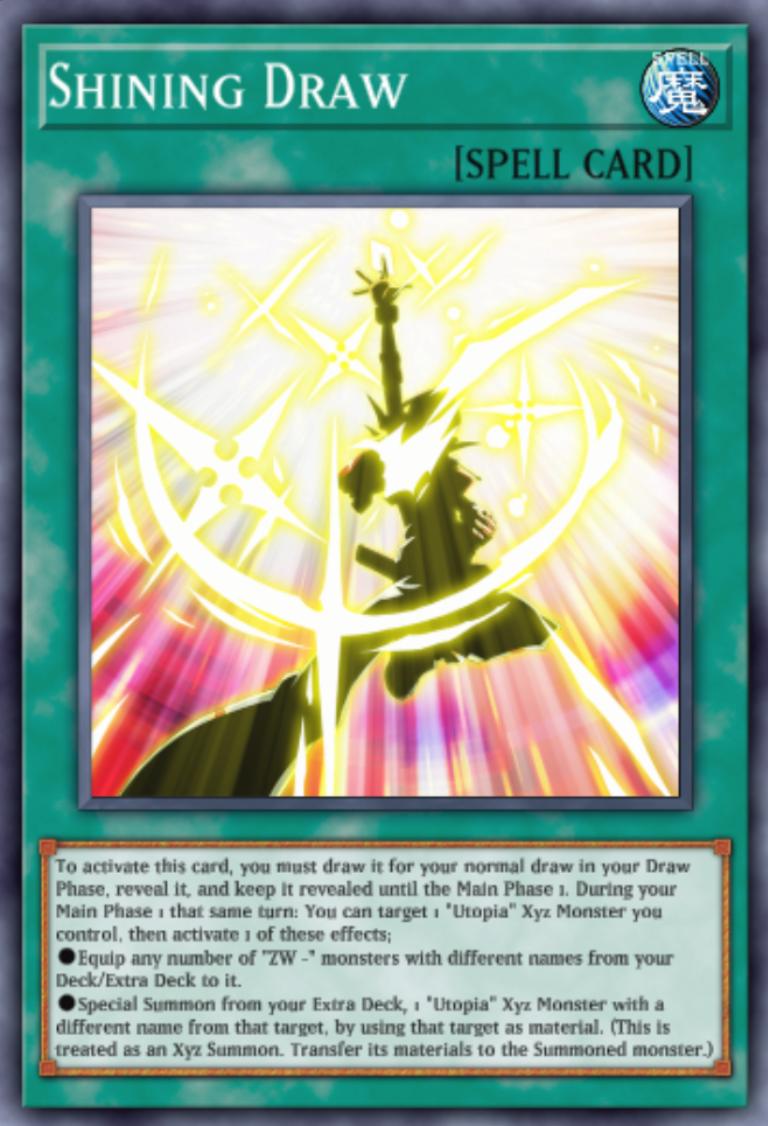 SHINING DRAW
SPELL
魔
[SPELL CARD]
To activate this card, you must draw it for your normal draw in your Draw
Phase, reveal it, and keep it revealed until the Main Phase 1. During your
Main Phase 1 that same turn: You can target 1 "Utopia" Xyz Monster you
control, then activate 1 of these effects;
●Equip any number of "ZW -" monsters with different names from your
Deck/Extra Deck to it.
●Special Summon from your Extra Deck, 1 "Utopia" Xyz Monster with a
different name from that target, by using that target as material. (This is
treated as an Xyz Summon. Transfer its materials to the Summoned monster.)